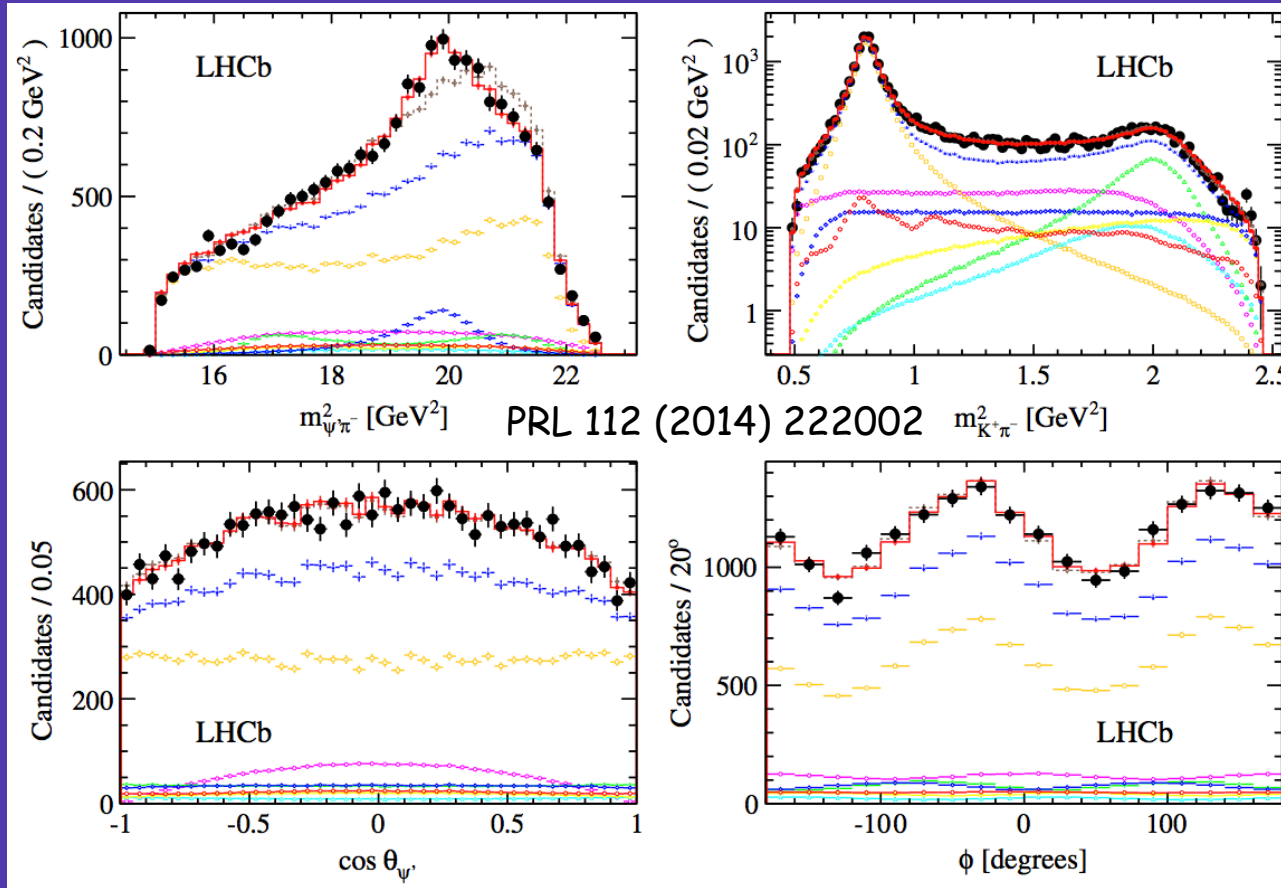 Candidates / ( 0.2 GeV²)
1000
500
0
LHCb
16 18 20 22
m²ψ'π⁻ [GeV²]
Candidates / ( 0.02 GeV²)
10³
10²
10
1
LHCb
0.5 1 1.5 2 2.5
m²K⁺π⁻ [GeV²]
PRL 112 (2014) 222002
Candidates / 0.05
600
400
200
0
LHCb
-1 -0.5 0 0.5 1
cos θψ'
Candidates / 20°
1000
500
0
LHCb
-100 0 100
ϕ [degrees]